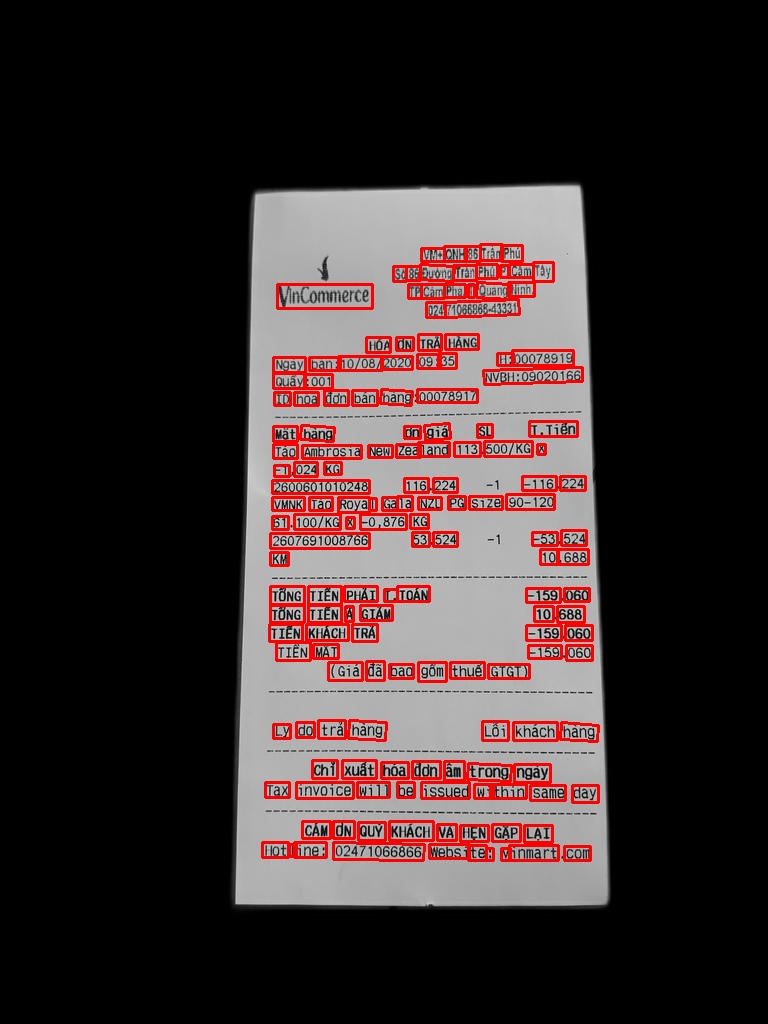 VinCommerce
VM+ QNH 86 Trần Phú
Số 86 Đường Trần Phú, P. Cẩm Tây
TP. Cẩm Phả, T. Quảng Ninh
024 71066866-43331
HÓA ĐƠN TRẢ HÀNG
Ngày bán:10/08/2020 09:35 H:00078919
Quầy:001 NVBH:09020166
ID hóa đơn bán hàng:00078917
Mặt hàng Đơn giá SL T.Tiền
Táo Ambrosia New Zealand 113.500/KG x
-1,024 KG
2600601010248 116.224 -1 -116.224
VMNK Táo Royal Gala NZL PG size 90-120
61.100/KG x -0,876 KG
2607691008766 53.524 -1 -53.524
KM 10.688
TỔNG TIỀN PHẢI T.TOÁN -159.060
TỔNG TIỀN ĐÃ GIẢM 10.688
TIỀN KHÁCH TRẢ -159.060
TIỀN MẶT -159.060
(Giá đã bao gồm thuế GTGT)
Lý do trả hàng Lỗi khách hàng
Chỉ xuất hóa đơn âm trong ngày
Tax invoice will be issued within same day
CẢM ƠN QUÝ KHÁCH VÀ HẸN GẶP LẠI
Hotline: 02471066866 Website: vinmart.com